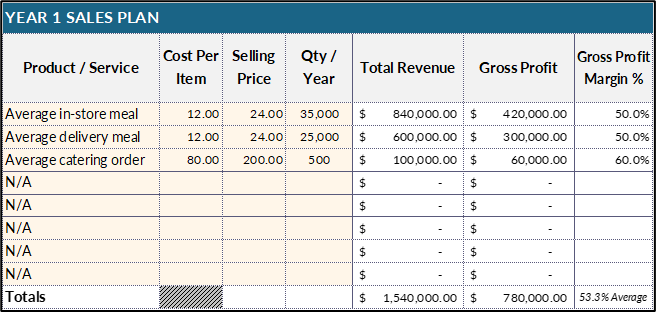 YEAR 1 SALES PLAN
Product / Service Cost Per Item Selling Price Qty / Year Total Revenue Gross Profit Gross Profit Margin %
Average in-store meal 12.00 24.00 35,000 $ 840,000.00 $ 420,000.00 50.0%
Average delivery meal 12.00 24.00 25,000 $ 600,000.00 $ 300,000.00 50.0%
Average catering order 80.00 200.00 500 $ 100,000.00 $ 60,000.00 60.0%
N/A $ - $ -
N/A $ - $ -
N/A $ - $ -
N/A $ - $ -
N/A $ - $ -
Totals $ 1,540,000.00 $ 780,000.00 53.3% Average